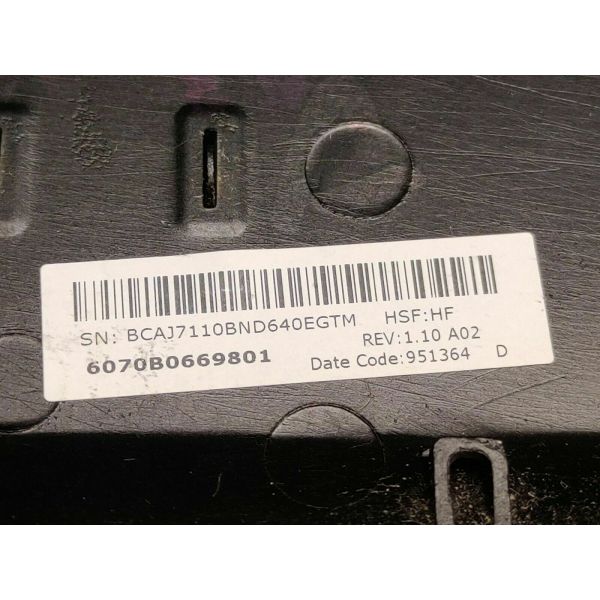 SN: BCAJ7110BND640EGTM HSF:HF
REV:1.10 A02
6070B0669801
Date Code:951364 D